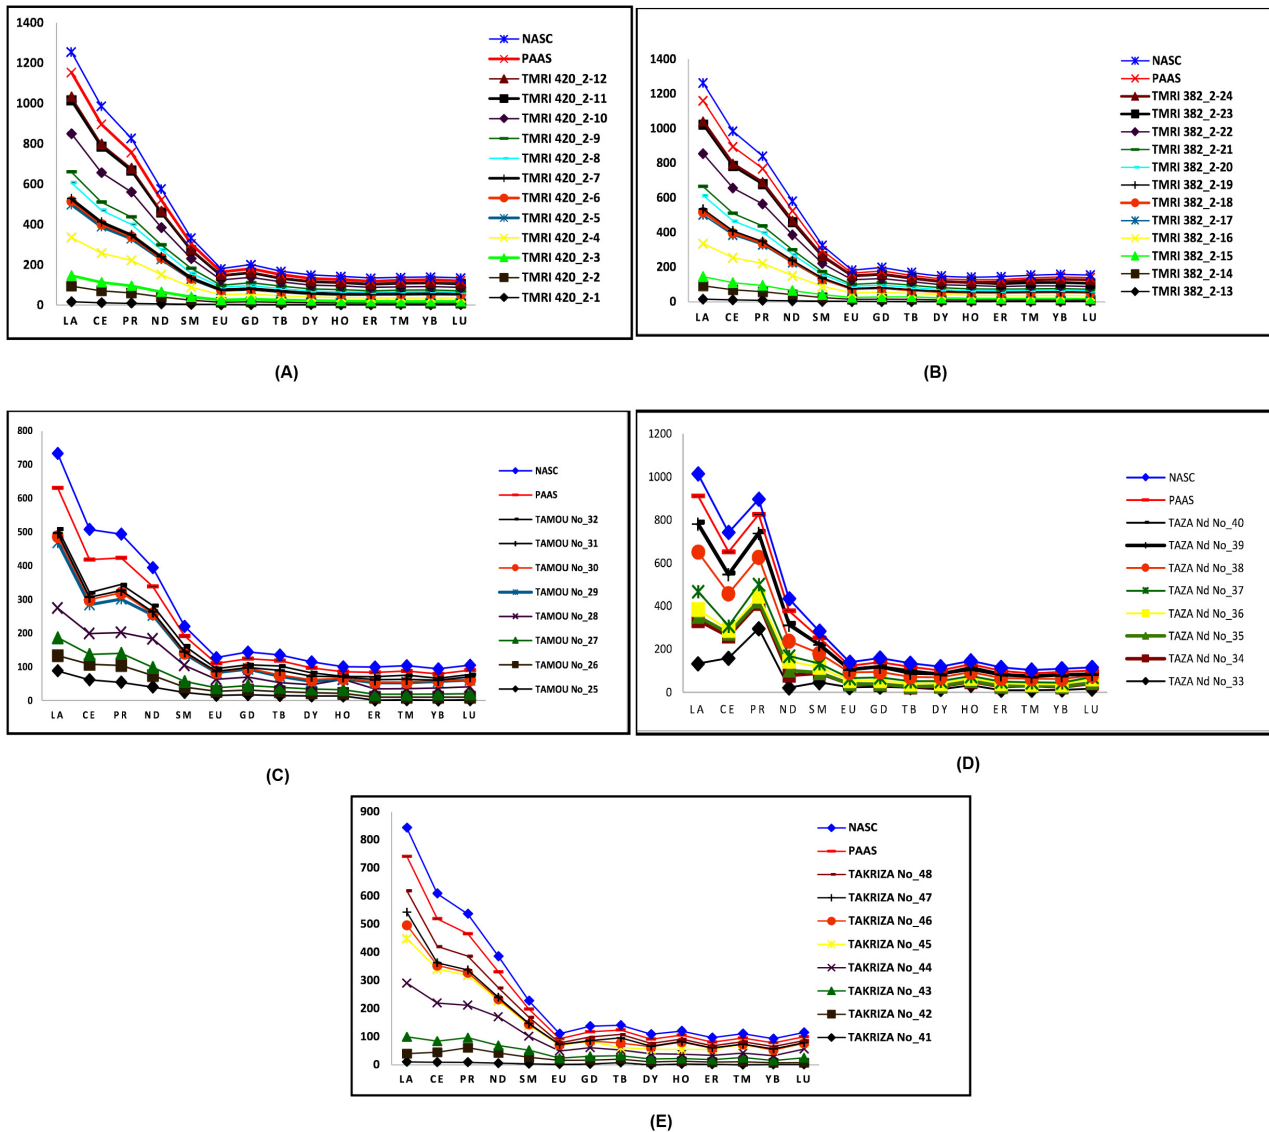 1400
1200
1000
800
600
400
200
0
LA CE PR ND SM EU GD TB DY HO ER TM YB LU
NASC
PAAS
TMRI 420_2-12
TMRI 420_2-11
TMRI 420_2-10
TMRI 420_2-9
TMRI 420_2-8
TMRI 420_2-7
TMRI 420_2-6
TMRI 420_2-5
TMRI 420_2-4
TMRI 420_2-3
TMRI 420_2-2
TMRI 420_2-1
(A)
1400
1200
1000
800
600
400
200
0
LA CE PR ND SM EU GD TB DY HO ER TM YB LU
NASC
PAAS
TMRI 382_2-24
TMRI 382_2-23
TMRI 382_2-22
TMRI 382_2-21
TMRI 382_2-20
TMRI 382_2-19
TMRI 382_2-18
TMRI 382_2-17
TMRI 382_2-16
TMRI 382_2-15
TMRI 382_2-14
TMRI 382_2-13
(B)
800
700
600
500
400
300
200
100
0
LA CE PR ND SM EU GD TB DY HO ER TM YB LU
NASC
PAAS
TAMOU No_32
TAMOU No_31
TAMOU No_30
TAMOU No_29
TAMOU No_28
TAMOU No_27
TAMOU No_26
TAMOU No_25
(C)
1200
1000
800
600
400
200
0
LA CE PR ND SM EU GD TB DY HO ER TM YB LU
NASC
PAAS
TAZA Nd No_40
TAZA Nd No_39
TAZA Nd No_38
TAZA Nd No_37
TAZA Nd No_36
TAZA Nd No_35
TAZA Nd No_34
TAZA Nd No_33
(D)
900
800
700
600
500
400
300
200
100
0
LA CE PR ND SM EU GD TB DY HO ER TM YB LU
NASC
PAAS
TAKRIZA No_48
TAKRIZA No_47
TAKRIZA No_46
TAKRIZA No_45
TAKRIZA No_44
TAKRIZA No_43
TAKRIZA No_42
TAKRIZA No_41
(E)